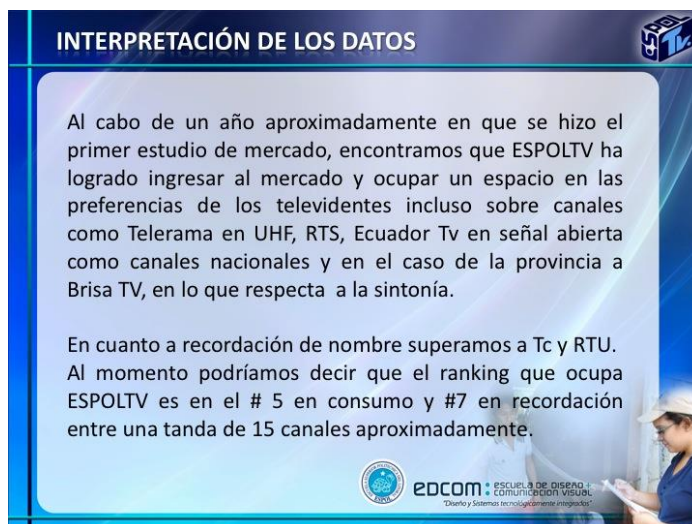 INTERPRETACIÓN DE LOS DATOS
ESPOL
Tv.
Al cabo de un año aproximadamente en que se hizo el
primer estudio de mercado, encontramos que ESPOLTV ha
logrado ingresar al mercado y ocupar un espacio en las
preferencias de los televidentes incluso sobre canales
como Telerama en UHF, RTS, Ecuador Tv en señal abierta
como canales nacionales y en el caso de la provincia a
Brisa TV, en lo que respecta a la sintonía.
En cuanto a recordación de nombre superamos a Tc y RTU.
Al momento podríamos decir que el ranking que ocupa
ESPOLTV es en el # 5 en consumo y #7 en recordación
entre una tanda de 15 canales aproximadamente.
ESPOL
EDCOM: ESCUELA DE DISEÑO +
COMUNICACIÓN VISUAL
"Diseño y Sistemas tecnológicamente integrados"